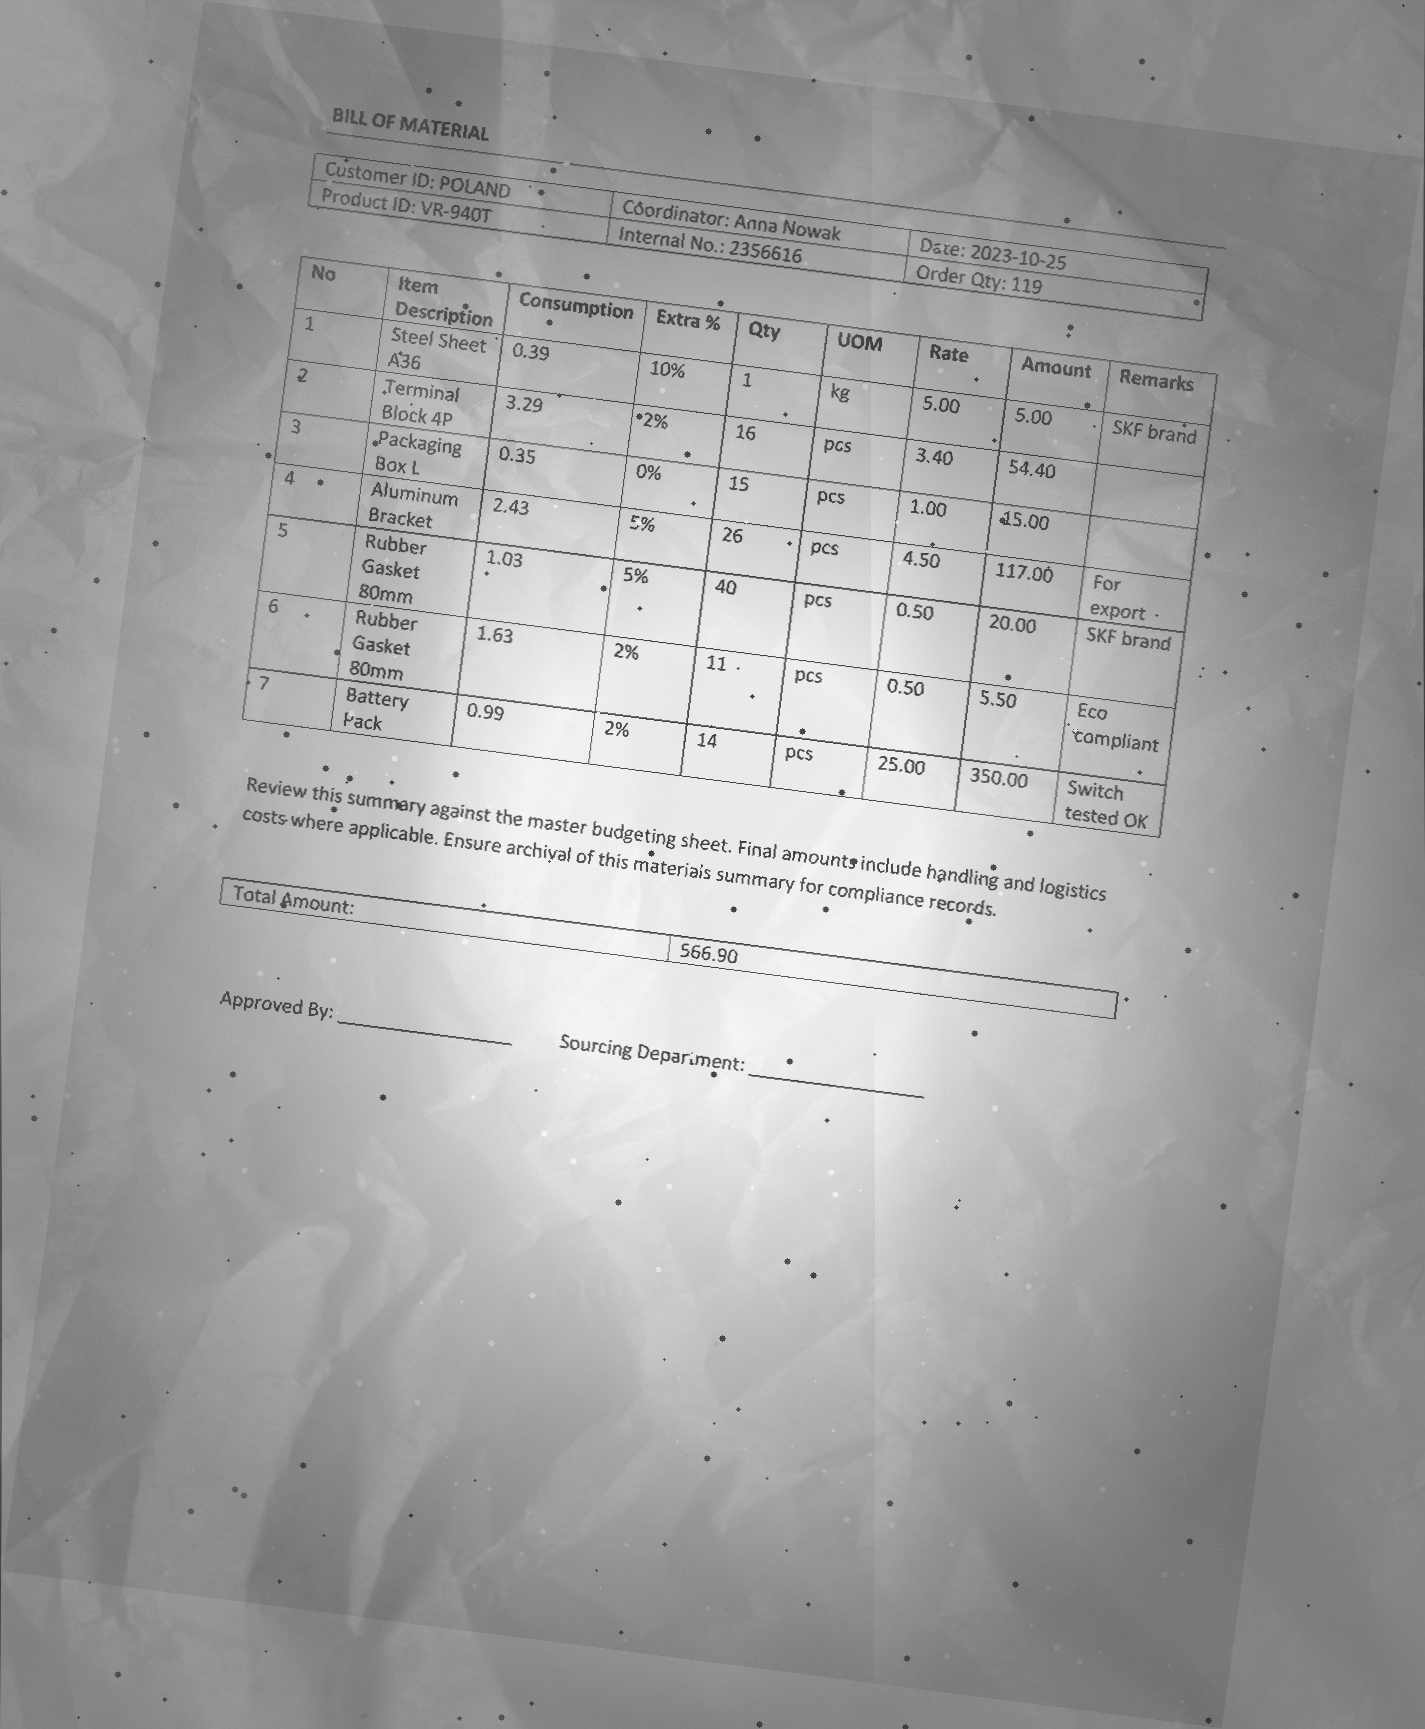 BILL OF MATERIAL
Customer ID: POLAND Coordinator: Anna Nowak Date: 2023-10-25
Product ID: VR-940T Internal No.: 2356616 Order Qty: 119
No Item Description Consumption Extra % Qty UOM Rate Amount Remarks
1 Steel Sheet A36 0.39 10% 1 kg 5.00 5.00 SKF brand
2 Terminal Block 4P 3.29 2% 16 pcs 3.40 54.40
3 Packaging Box L 0.35 0% 15 pcs 1.00 15.00
4 Aluminum Bracket 2.43 5% 26 pcs 4.50 117.00 For export
5 Rubber Gasket 80mm 1.03 5% 40 pcs 0.50 20.00 SKF brand
6 Rubber Gasket 80mm 1.63 2% 11 pcs 0.50 5.50 Eco compliant
7 Battery Pack 0.99 2% 14 pcs 25.00 350.00 Switch tested OK
Review this summary against the master budgeting sheet. Final amounts include handling and logistics
costs where applicable. Ensure archival of this materials summary for compliance records.
Total Amount: 566.90
Approved By: ____________________ Sourcing Department: ____________________